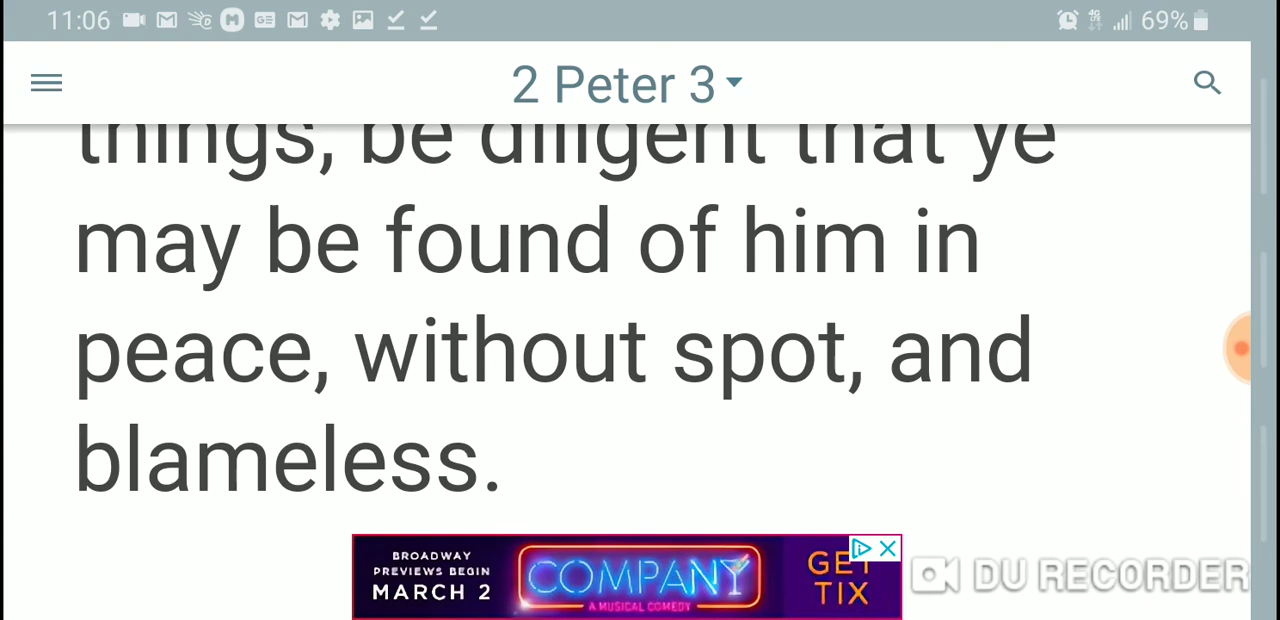 11:06
69%
2 Peter 3
things, be diligent that ye
may be found of him in
peace, without spot, and
blameless.
BROADWAY
PREVIEWS BEGIN
MARCH 2
COMPANY
A MUSICAL COMEDY
GET
TIX
DU RECORDER